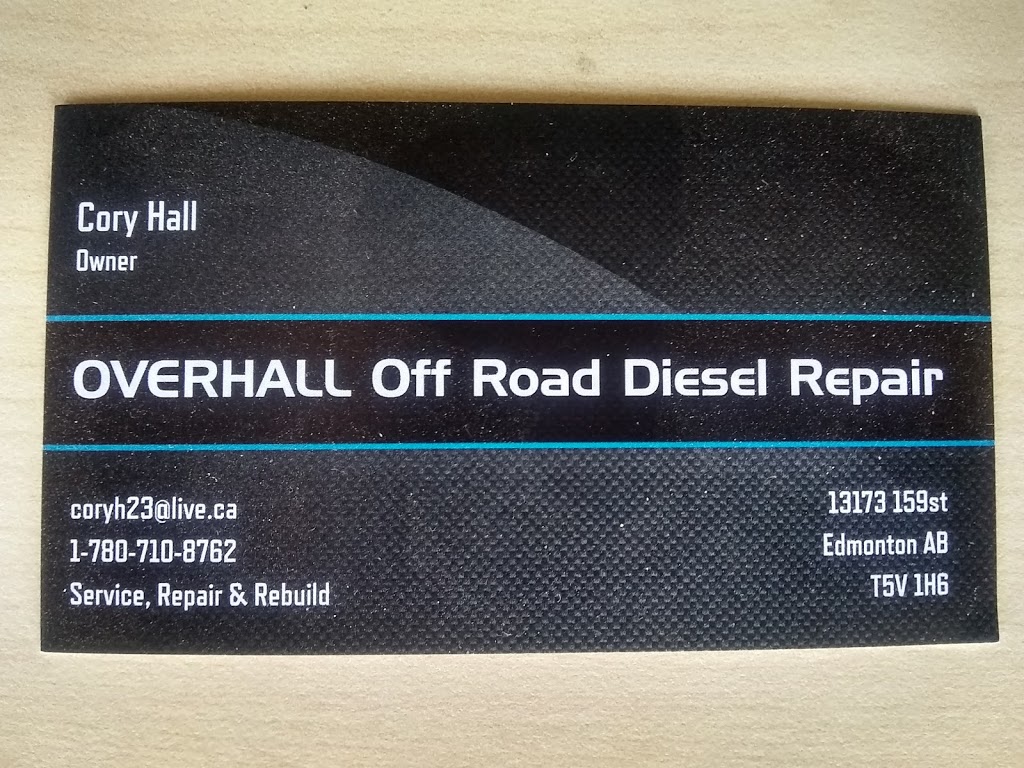 Cory Hall
Owner
OVERHALL Off Road Diesel Repair
coryh23@live.ca
1-780-710-8762
Service, Repair & Rebuild
13173 159st
Edmonton AB
T5V 1H6